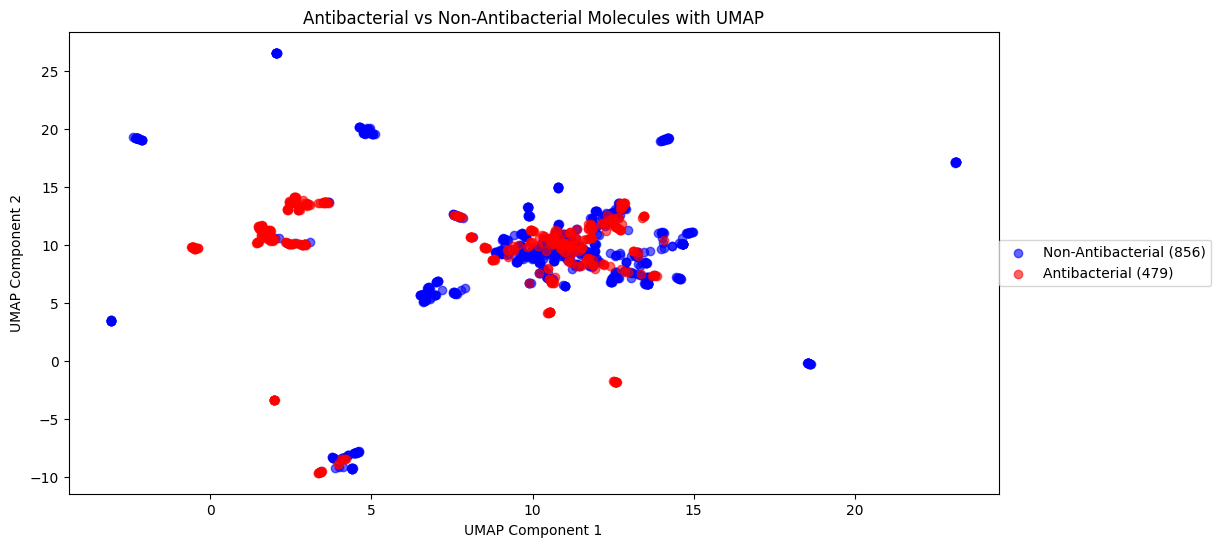 Antibacterial vs Non-Antibacterial Molecules with UMAP
UMAP Component 2
25
20
15
10
5
0
−5
−10
0
5
10
15
20
UMAP Component 1
Non-Antibacterial (856)
Antibacterial (479)